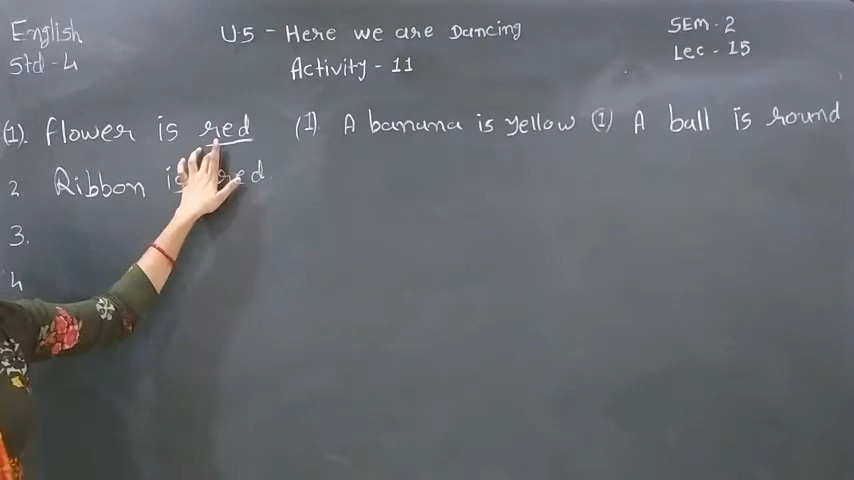 English
Std - 4
U.5 - Here we are Dancing
Activity - 11
SEM - 2
Lec - 15
(1). flower is red
2. Ribbon is red.
3.
4
(1). A banana is yellow
(1) A ball is round